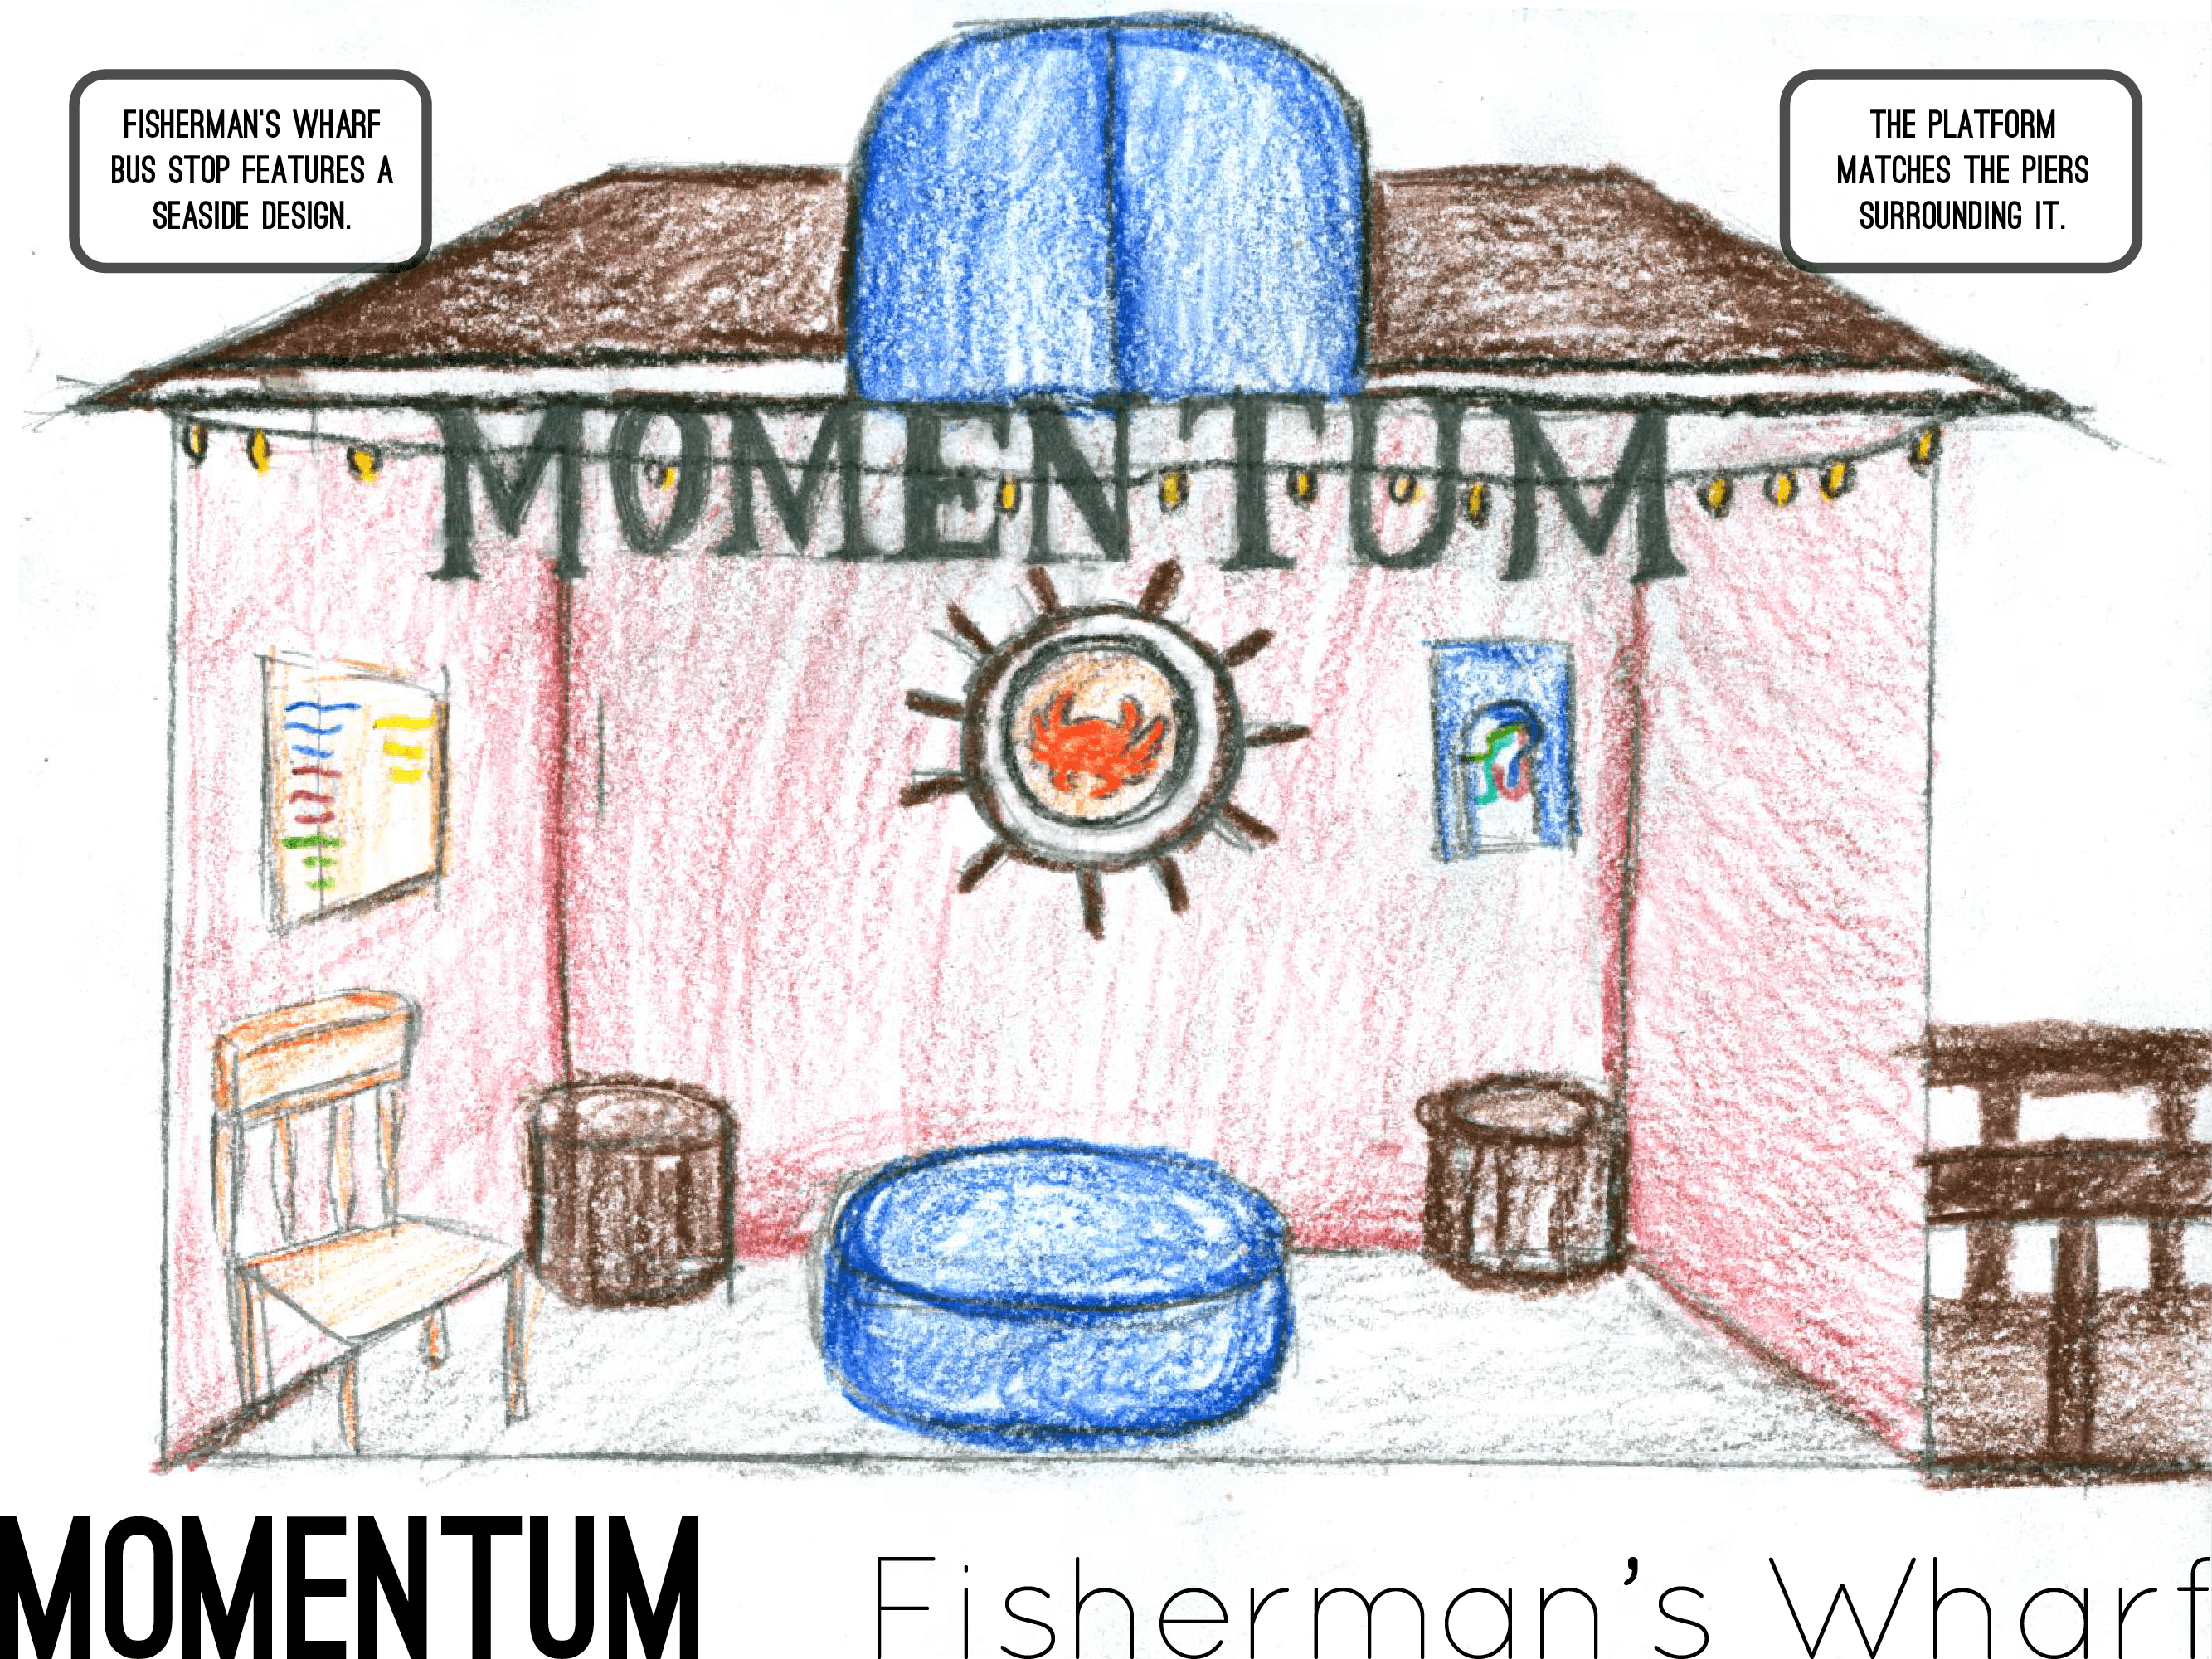 FISHERMAN'S WHARF
BUS STOP FEATURES A
SEASIDE DESIGN.
THE PLATFORM
MATCHES THE PIERS
SURROUNDING IT.
MOMENTUM
MOMENTUM
Fisherman's Wharf